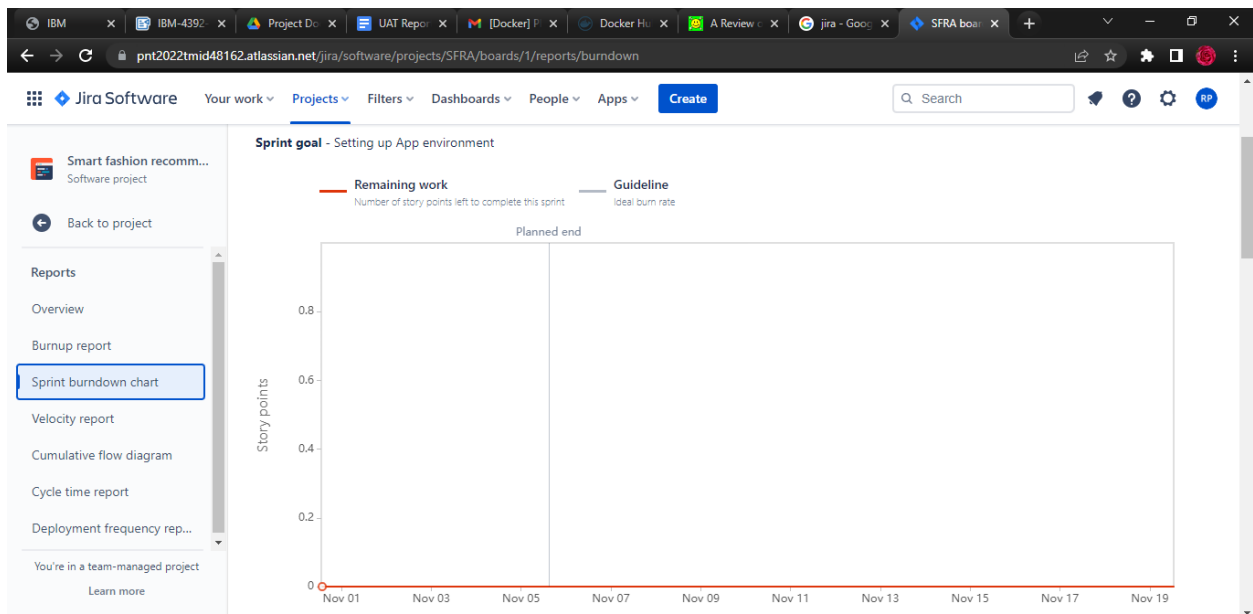 IBM
IBM-4392-
Project Do
UAT Repor
[Docker] P
Docker Hu
A Review o
jira - Goog
SFRA boar
pnt2022tmid48162.atlassian.net/jira/software/projects/SFRA/boards/1/reports/burndown
Jira Software Your work Projects Filters Dashboards People Apps Create Search RP
Smart fashion recomm...
Software project
Back to project
Reports
Overview
Burnup report
Sprint burndown chart
Velocity report
Cumulative flow diagram
Cycle time report
Deployment frequency rep...
You're in a team-managed project
Learn more
Sprint goal - Setting up App environment
Remaining work
Number of story points left to complete this sprint
Guideline
Ideal burn rate
Planned end
Story points
0.8
0.6
0.4
0.2
0
Nov 01 Nov 03 Nov 05 Nov 07 Nov 09 Nov 11 Nov 13 Nov 15 Nov 17 Nov 19